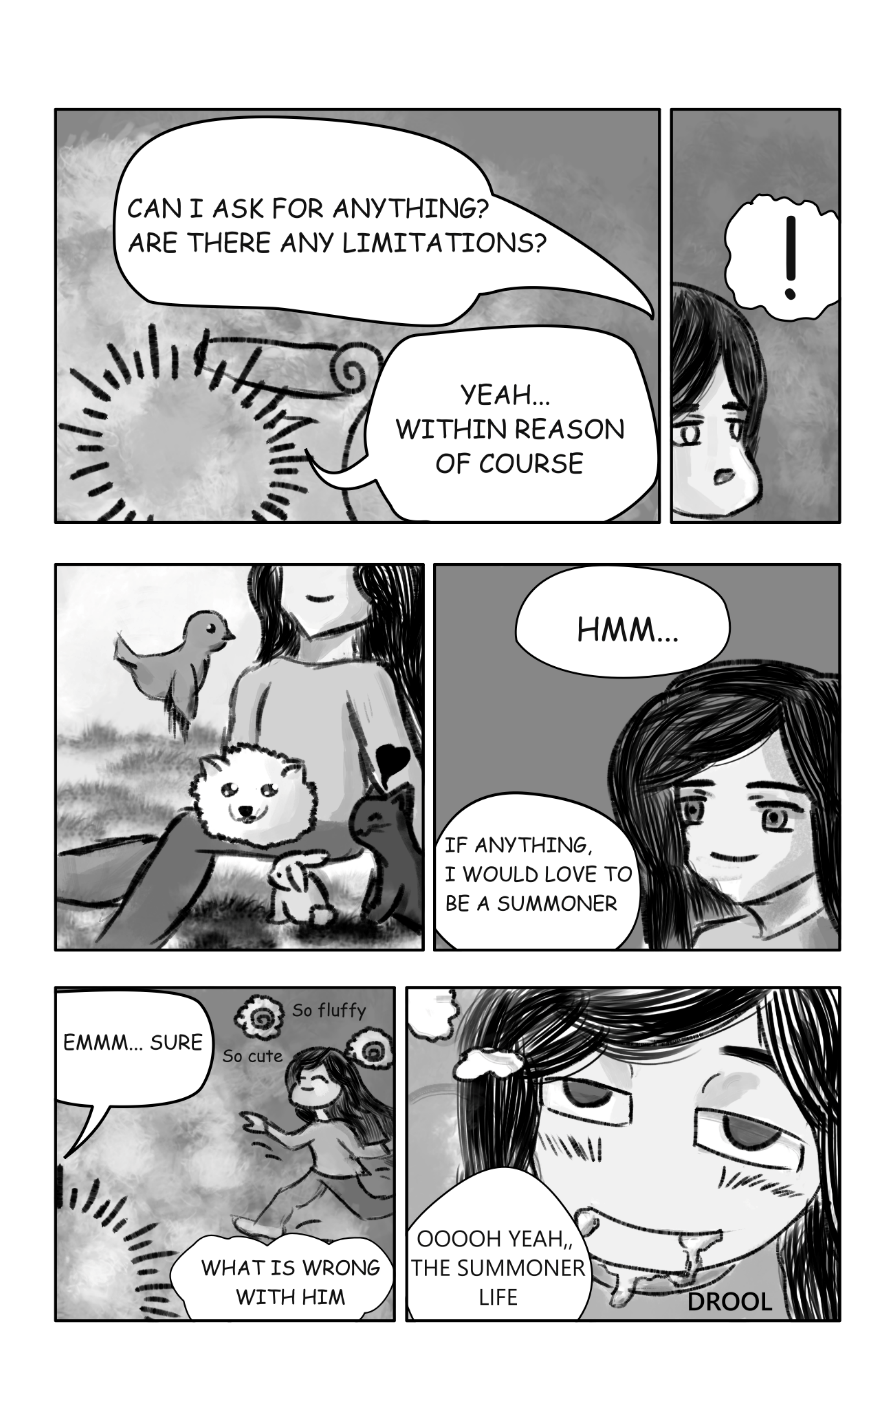 CAN I ASK FOR ANYTHING?
ARE THERE ANY LIMITATIONS?
!
YEAH...
WITHIN REASON
OF COURSE
HMM...
IF ANYTHING,
I WOULD LOVE TO
BE A SUMMONER
EMMM... SURE
So fluffy
So cute
WHAT IS WRONG
WITH HIM
OOOOH YEAH,,
THE SUMMONER
LIFE
DROOL